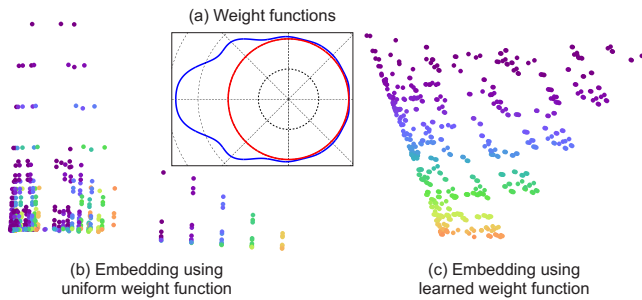 (a) Weight functions
(b) Embedding using
uniform weight function
(c) Embedding using
learned weight function